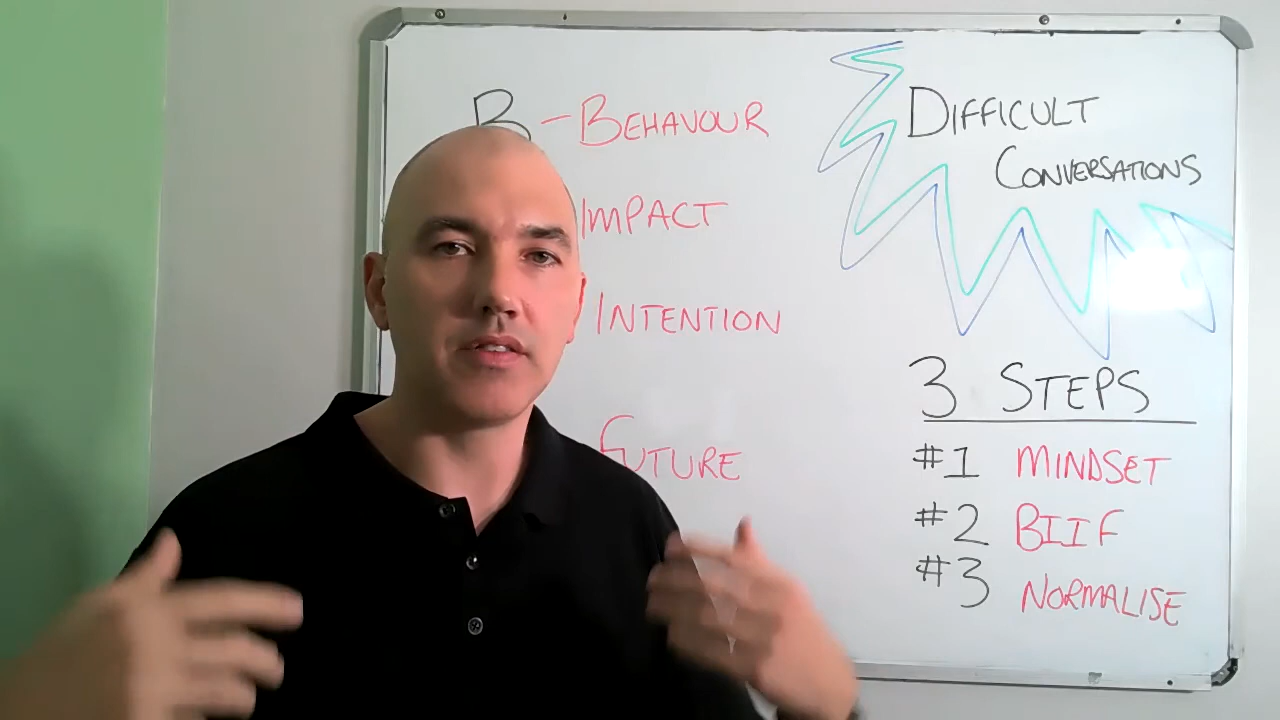 B - BEHAVOUR
IMPACT
INTENTION
FUTURE
DIFFICULT
CONVERSATIONS
3 STEPS
#1 MINDSET
#2 BIIF
#3 NORMALISE